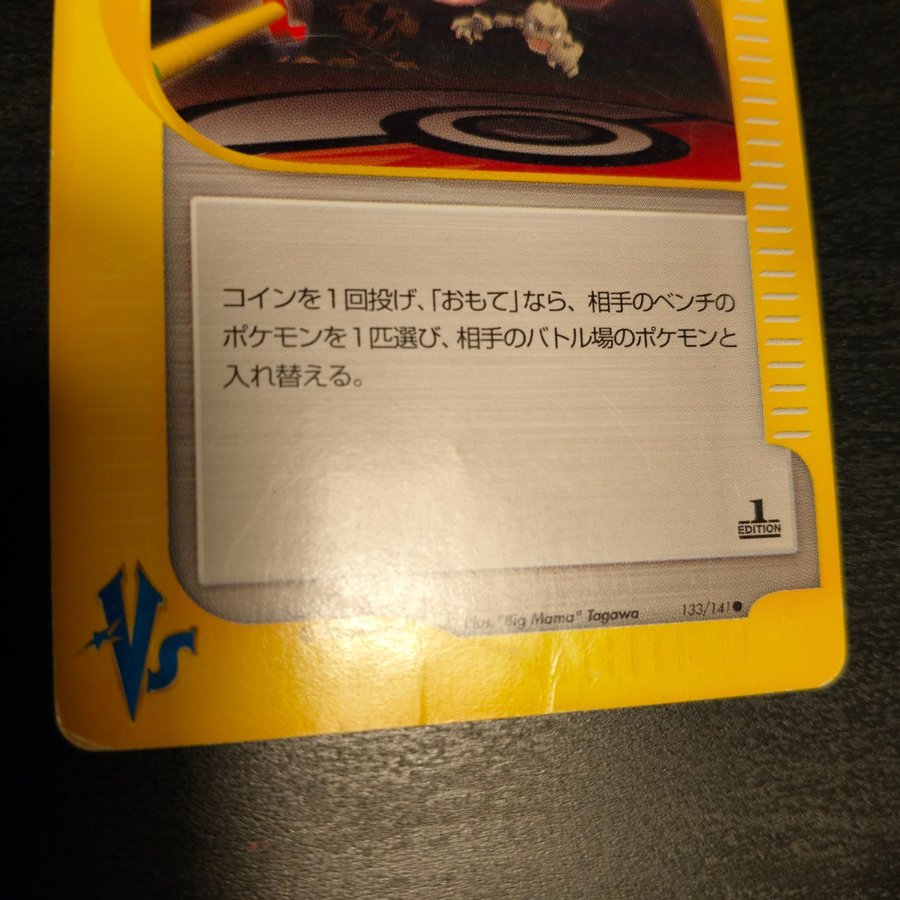 コインを1回投げ、「おもて」なら、相手のベンチの
ポケモンを1匹選び、相手のバトル場のポケモンと
入れ替える。
1
EDITION
Illus. "Big Mama" Tagawa 133/141●
VS